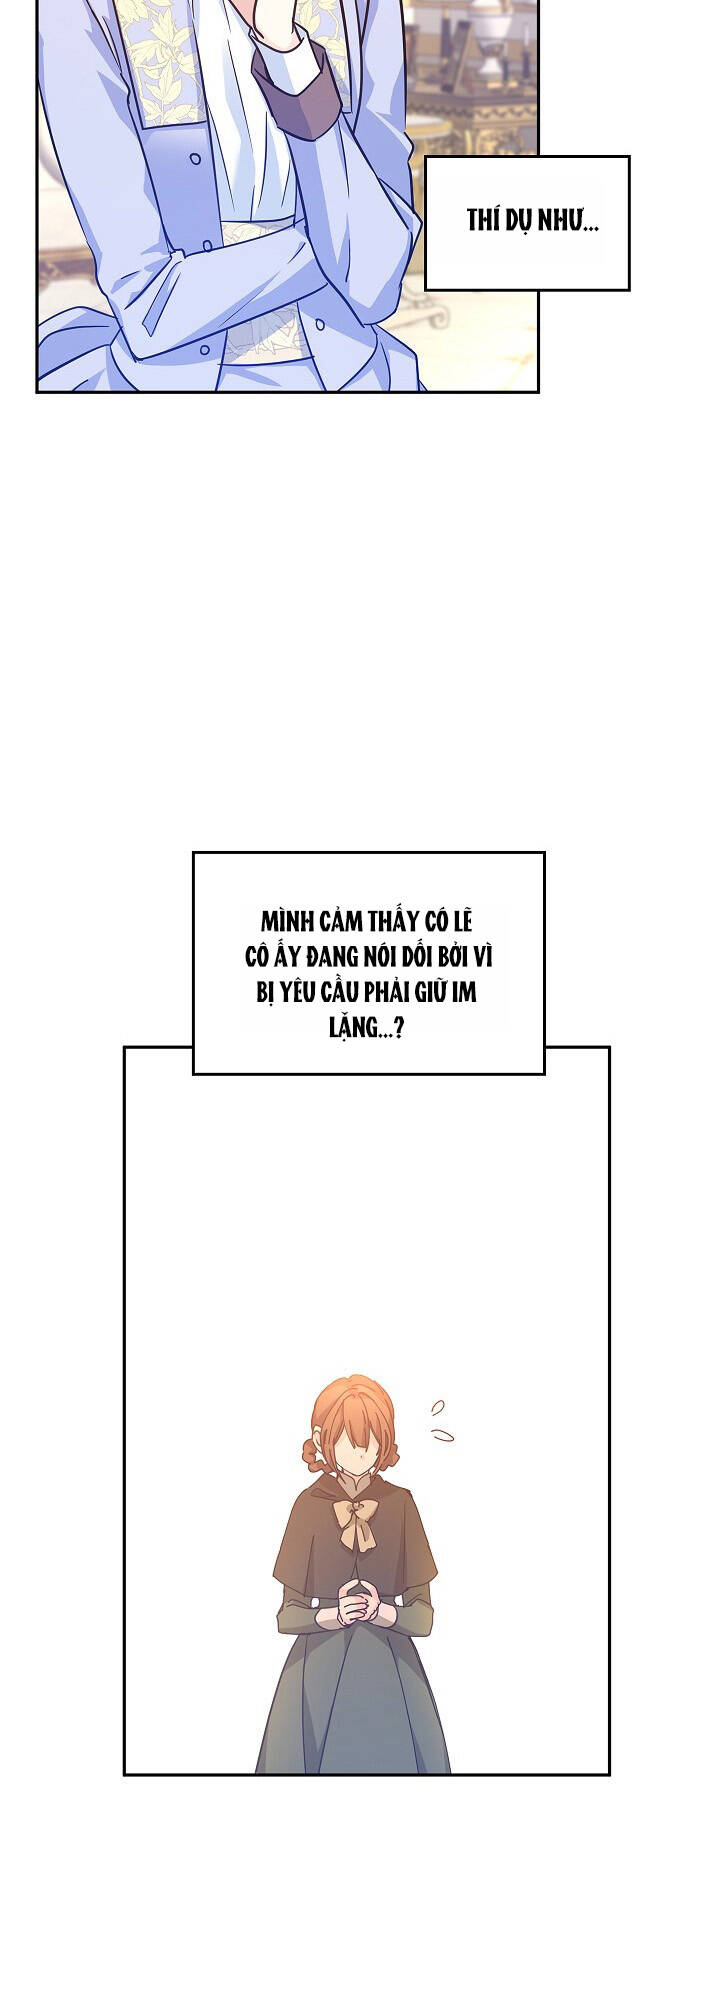 THÍ DỤ NHƯ...
MÌNH CẢM THẤY CÓ LẼ
CÔ ẤY ĐANG NÓI DỐI BỞI VÌ
BỊ YÊU CẦU PHẢI GIỮ IM
LẶNG...?